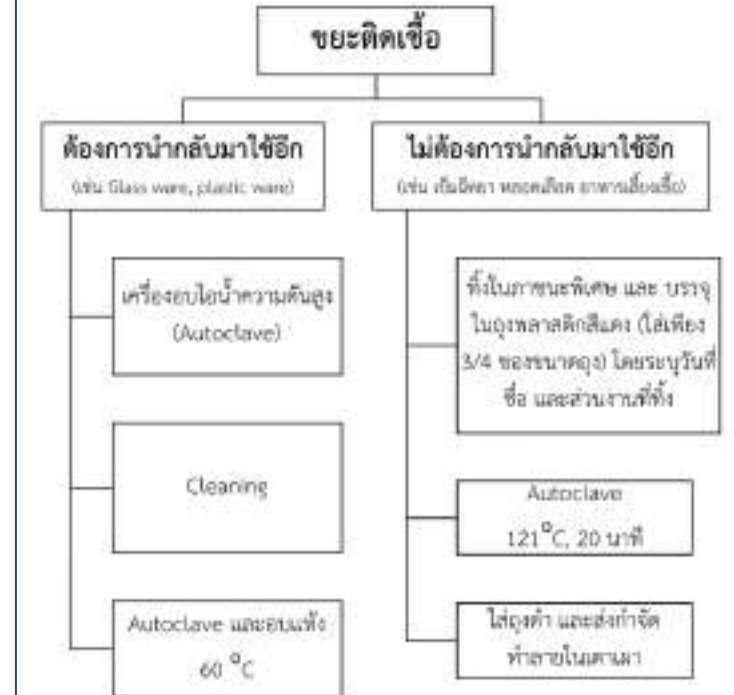 ขยะติดเชื้อ
ต้องการนำกลับมาใช้อีก
(เช่น Glass ware, plastic ware)
เครื่องอบไอน้ำความดันสูง
(Autoclave)
Cleaning
Autoclave และอบแห้ง
60 °C
ไม่ต้องการนำกลับมาใช้อีก
(เช่น เข็มฉีดยา หลอดเลือด อาหารเลี้ยงเชื้อ)
ทิ้งในภาชนะพิเศษ และ บรรจุ
ในถุงพลาสติกสีแดง (ใส่เพียง
3/4 ของขนาดถุง) โดยระบุวันที่
ชื่อ และส่วนงานที่ทิ้ง
Autoclave
121°C, 20 นาที
ใส่ถุงดำ และส่งกำจัด
ทำลายในเตาเผา